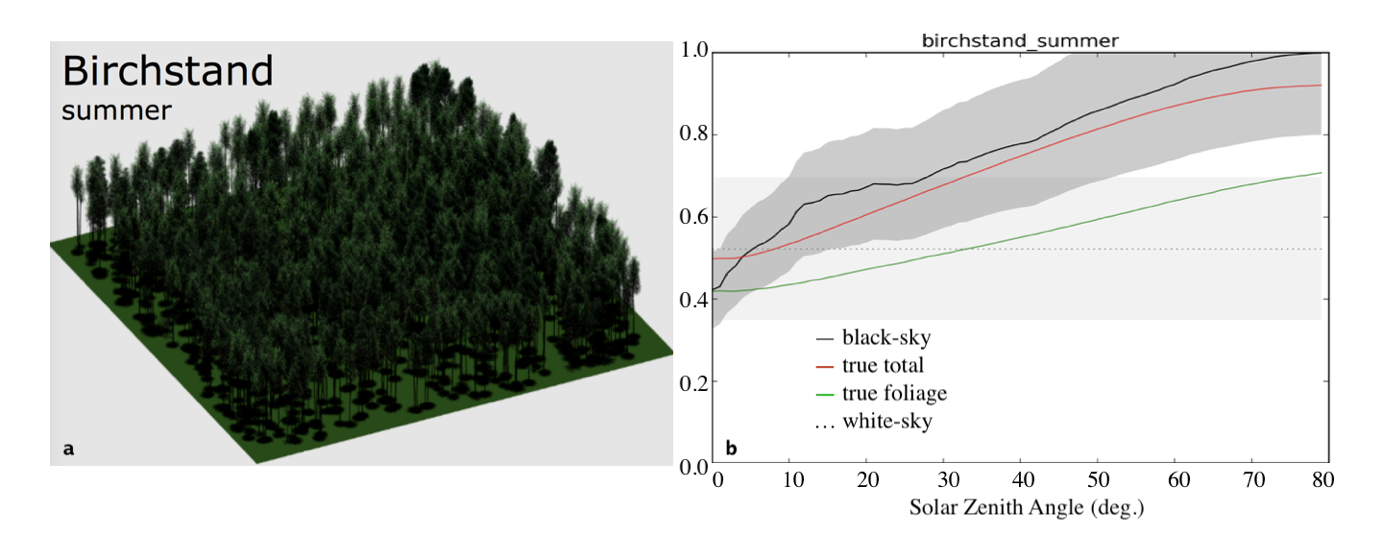 Birchstand
summer
a
birchstand_summer
1.0
0.8
0.6
0.4
0.2
0.0
black-sky
true total
true foliage
... white-sky
b
0 10 20 30 40 50 60 70 80
Solar Zenith Angle (deg.)